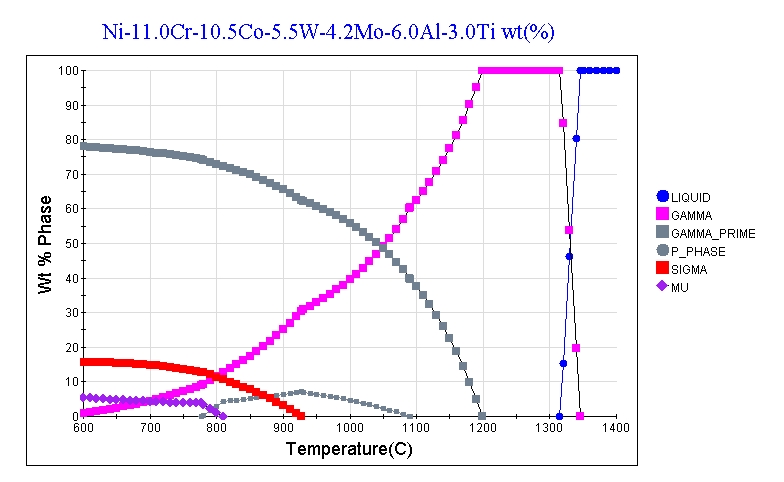 Ni-11.0Cr-10.5Co-5.5W-4.2Mo-6.0Al-3.0Ti wt(%)
100
90
80
70
60
50
40
30
20
10
0
Wt % Phase
600 700 800 900 1000 1100 1200 1300 1400
Temperature(C)
LIQUID
GAMMA
GAMMA_PRIME
P_PHASE
SIGMA
MU